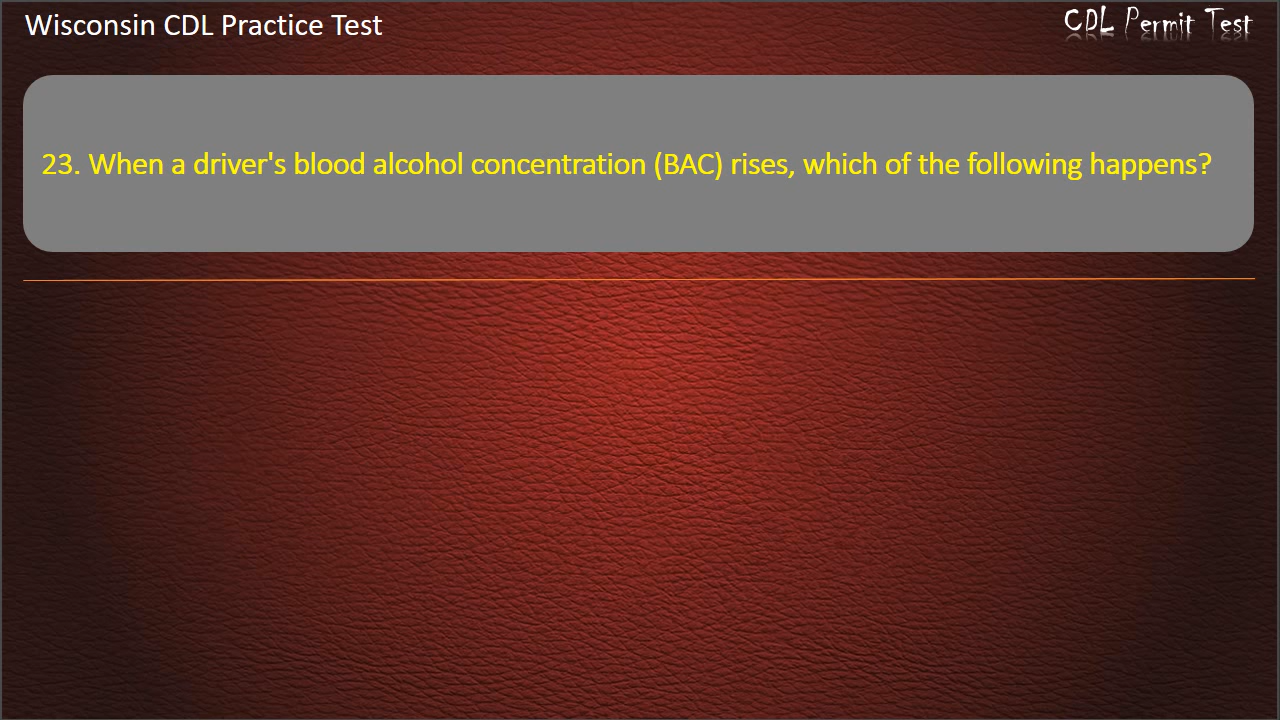 Wisconsin CDL Practice Test
CDL Permit Test
23. When a driver's blood alcohol concentration (BAC) rises, which of the following happens?